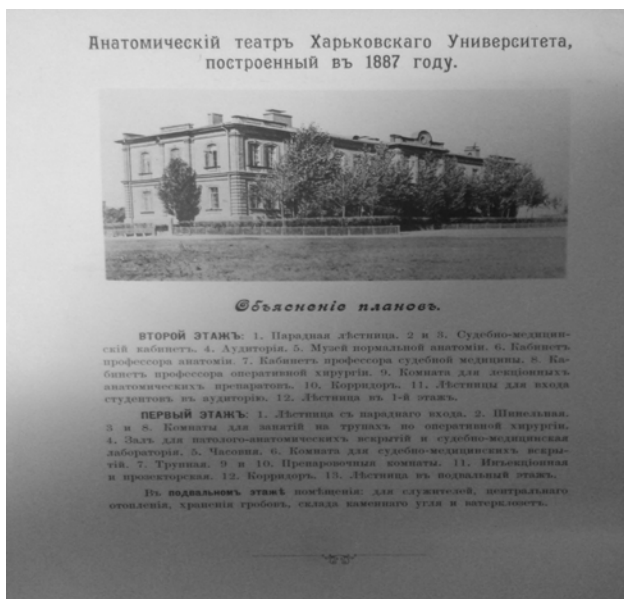 Анатомическій театръ Харьковскаго Университета,
построенный въ 1887 году.
Объясненіе плановъ.
ВТОРОЙ ЭТАЖЪ: 1. Парадная лѣстница. 2 и 3. Судебно-медицин-
скій кабинетъ. 4. Аудиторія. 5. Музей нормальной анатоміи. 6. Кабинетъ
профессора анатоміи. 7. Кабинетъ профессора судебной медицины. 8. Ка-
бинетъ профессора оперативной хирургіи. 9. Комната для лекціонныхъ
анатомическихъ препаратовъ. 10. Корридоръ. 11. Лѣстницы для входа
студентовъ въ аудиторію. 12. Лѣстница въ 1-й этажъ.
ПЕРВЫЙ ЭТАЖЪ: 1. Лѣстница съ параднаго входа. 2. Шинельная.
3 и 8. Комнаты для занятій на трупахъ по оперативной хирургіи.
4. Залъ для патолого-анатомическихъ вскрытій и судебно-медицинская
лабораторія. 5. Часовня. 6. Комната для судебно-медицинскихъ вскры-
тій. 7. Трупная. 9 и 10. Препаровочныя комнаты. 11. Инъекціонная
и прозекторская. 12. Корридоръ. 13. Лѣстница въ подвальный этажъ.
Въ подвальномъ этажѣ помѣщенія: для служителей, центральнаго
отопленія, храненія гробовъ, склада каменнаго угля и ватерклозетъ.